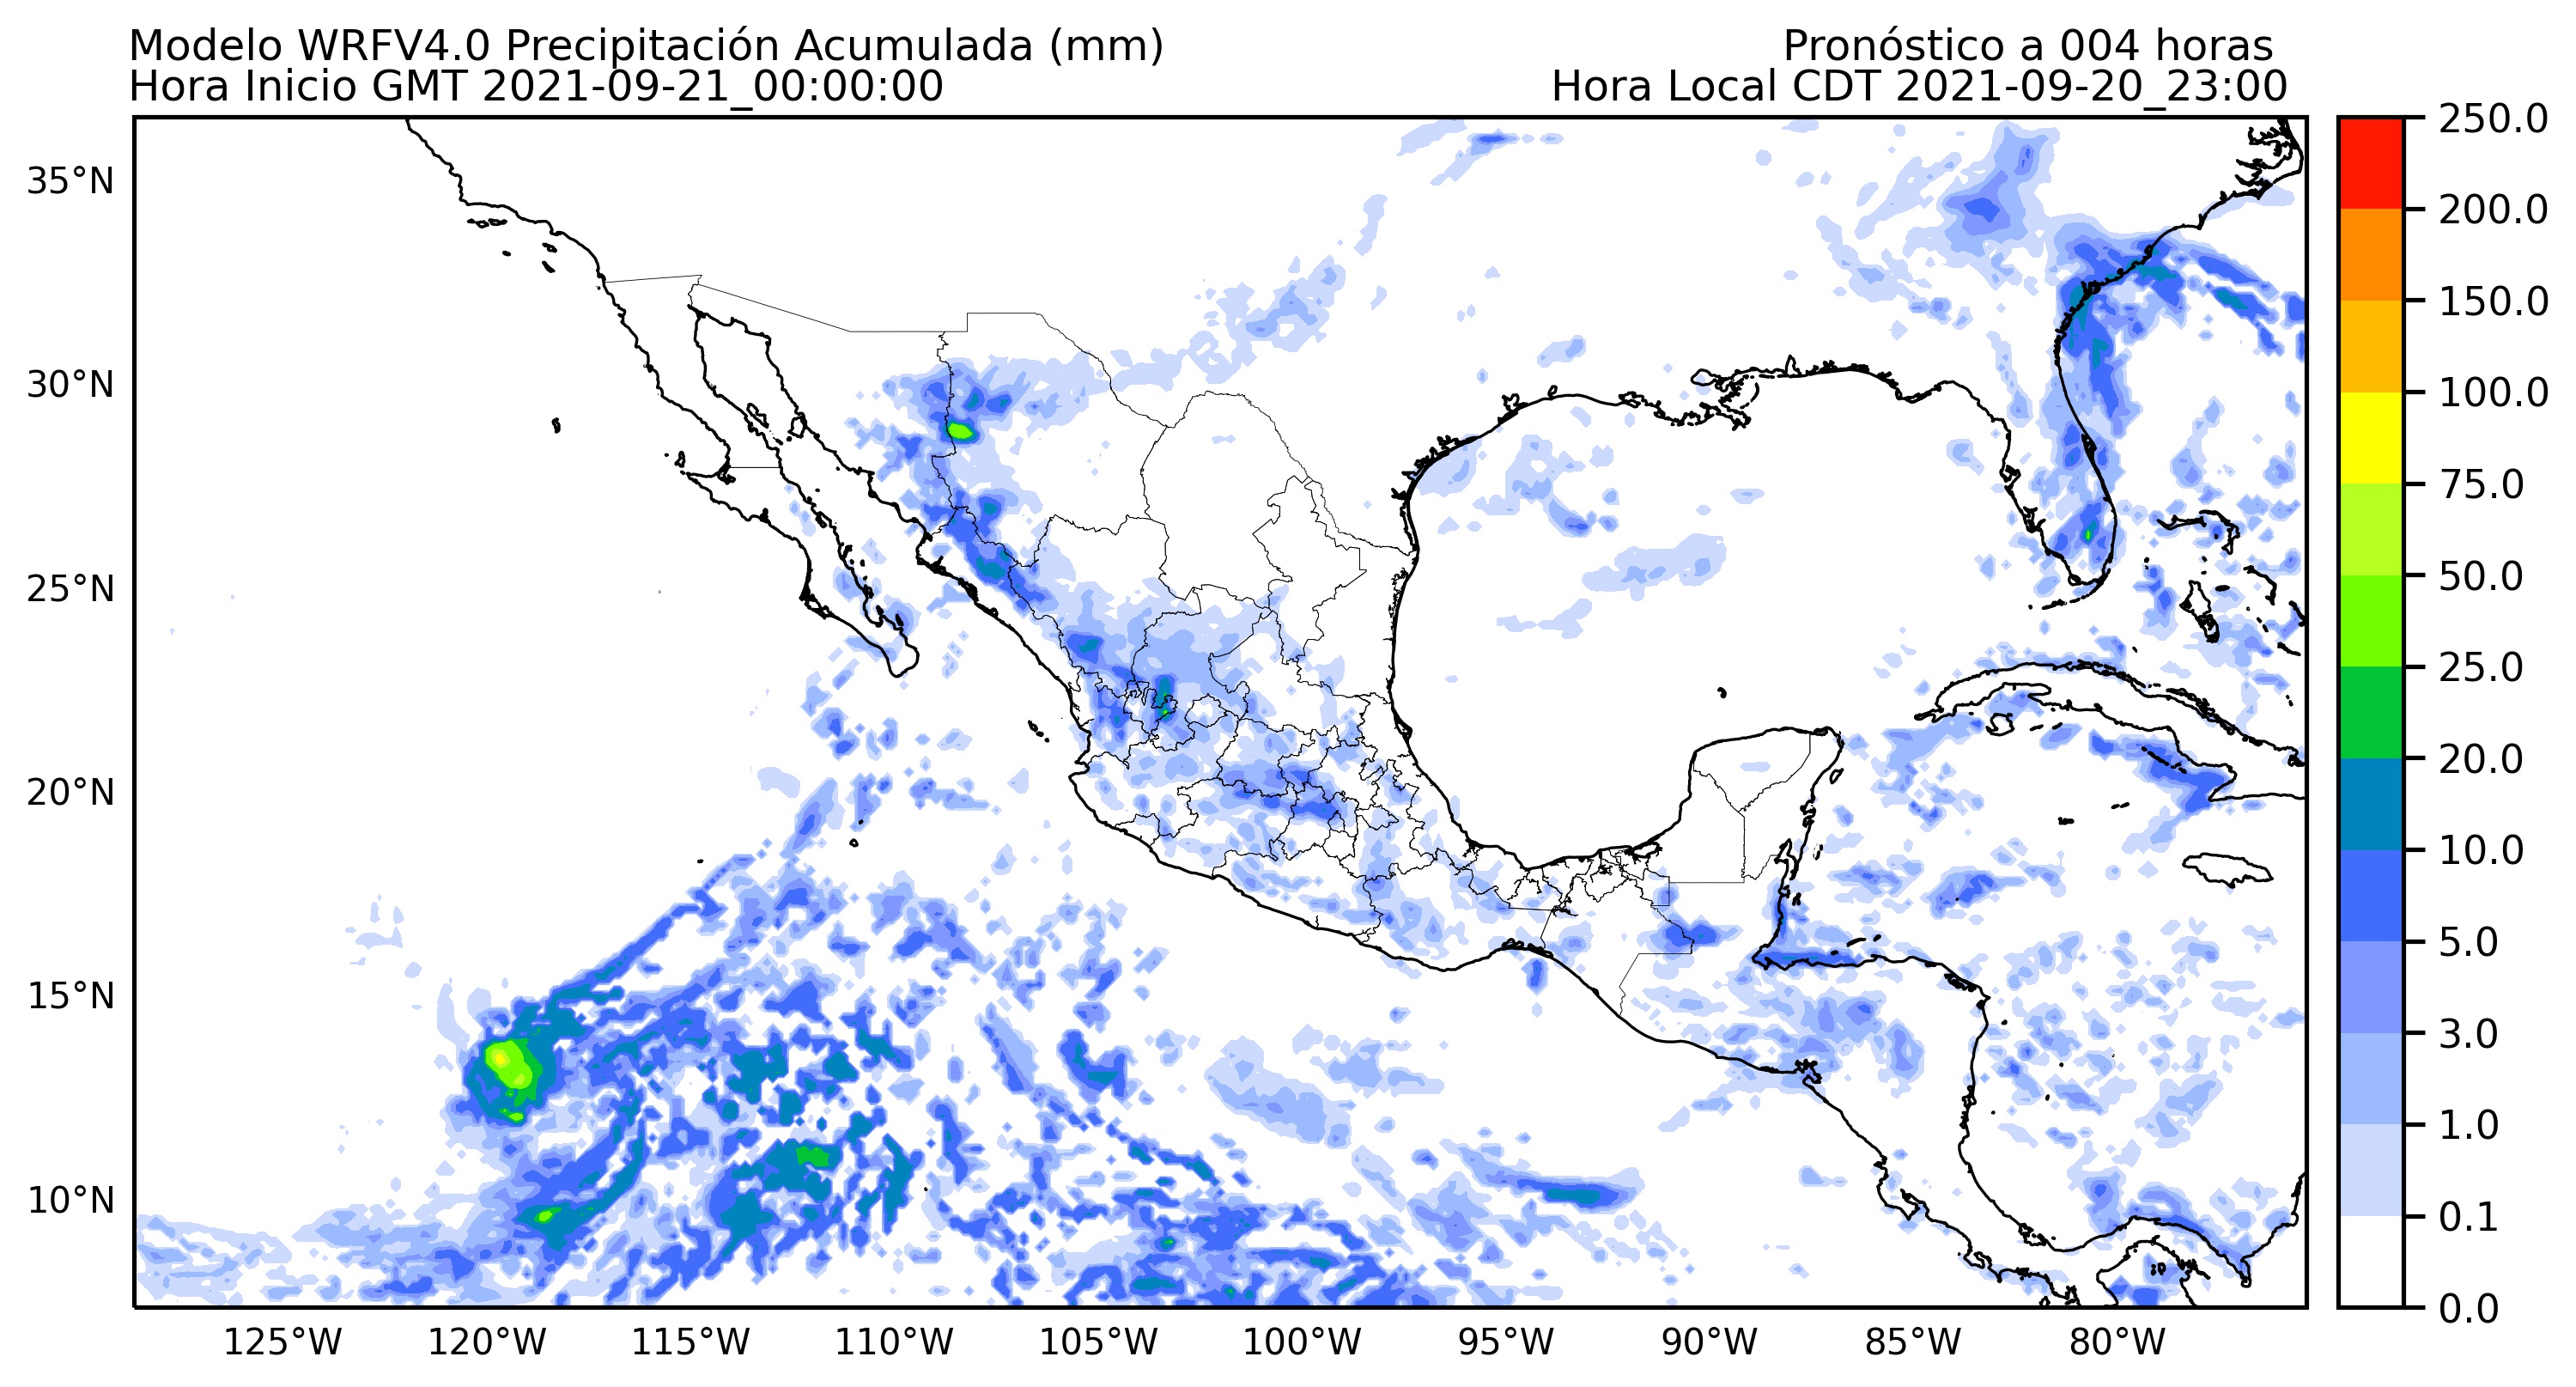 Modelo WRFV4.0 Precipitación Acumulada (mm)
Pronóstico a 004 horas
Hora Inicio GMT 2021-09-21_00:00:00
Hora Local CDT 2021-09-20_23:00
35°N
30°N
25°N
20°N
15°N
10°N
125°W
120°W
115°W
110°W
105°W
100°W
95°W
90°W
85°W
80°W
250.0
200.0
150.0
100.0
75.0
50.0
25.0
20.0
10.0
5.0
3.0
1.0
0.1
0.0